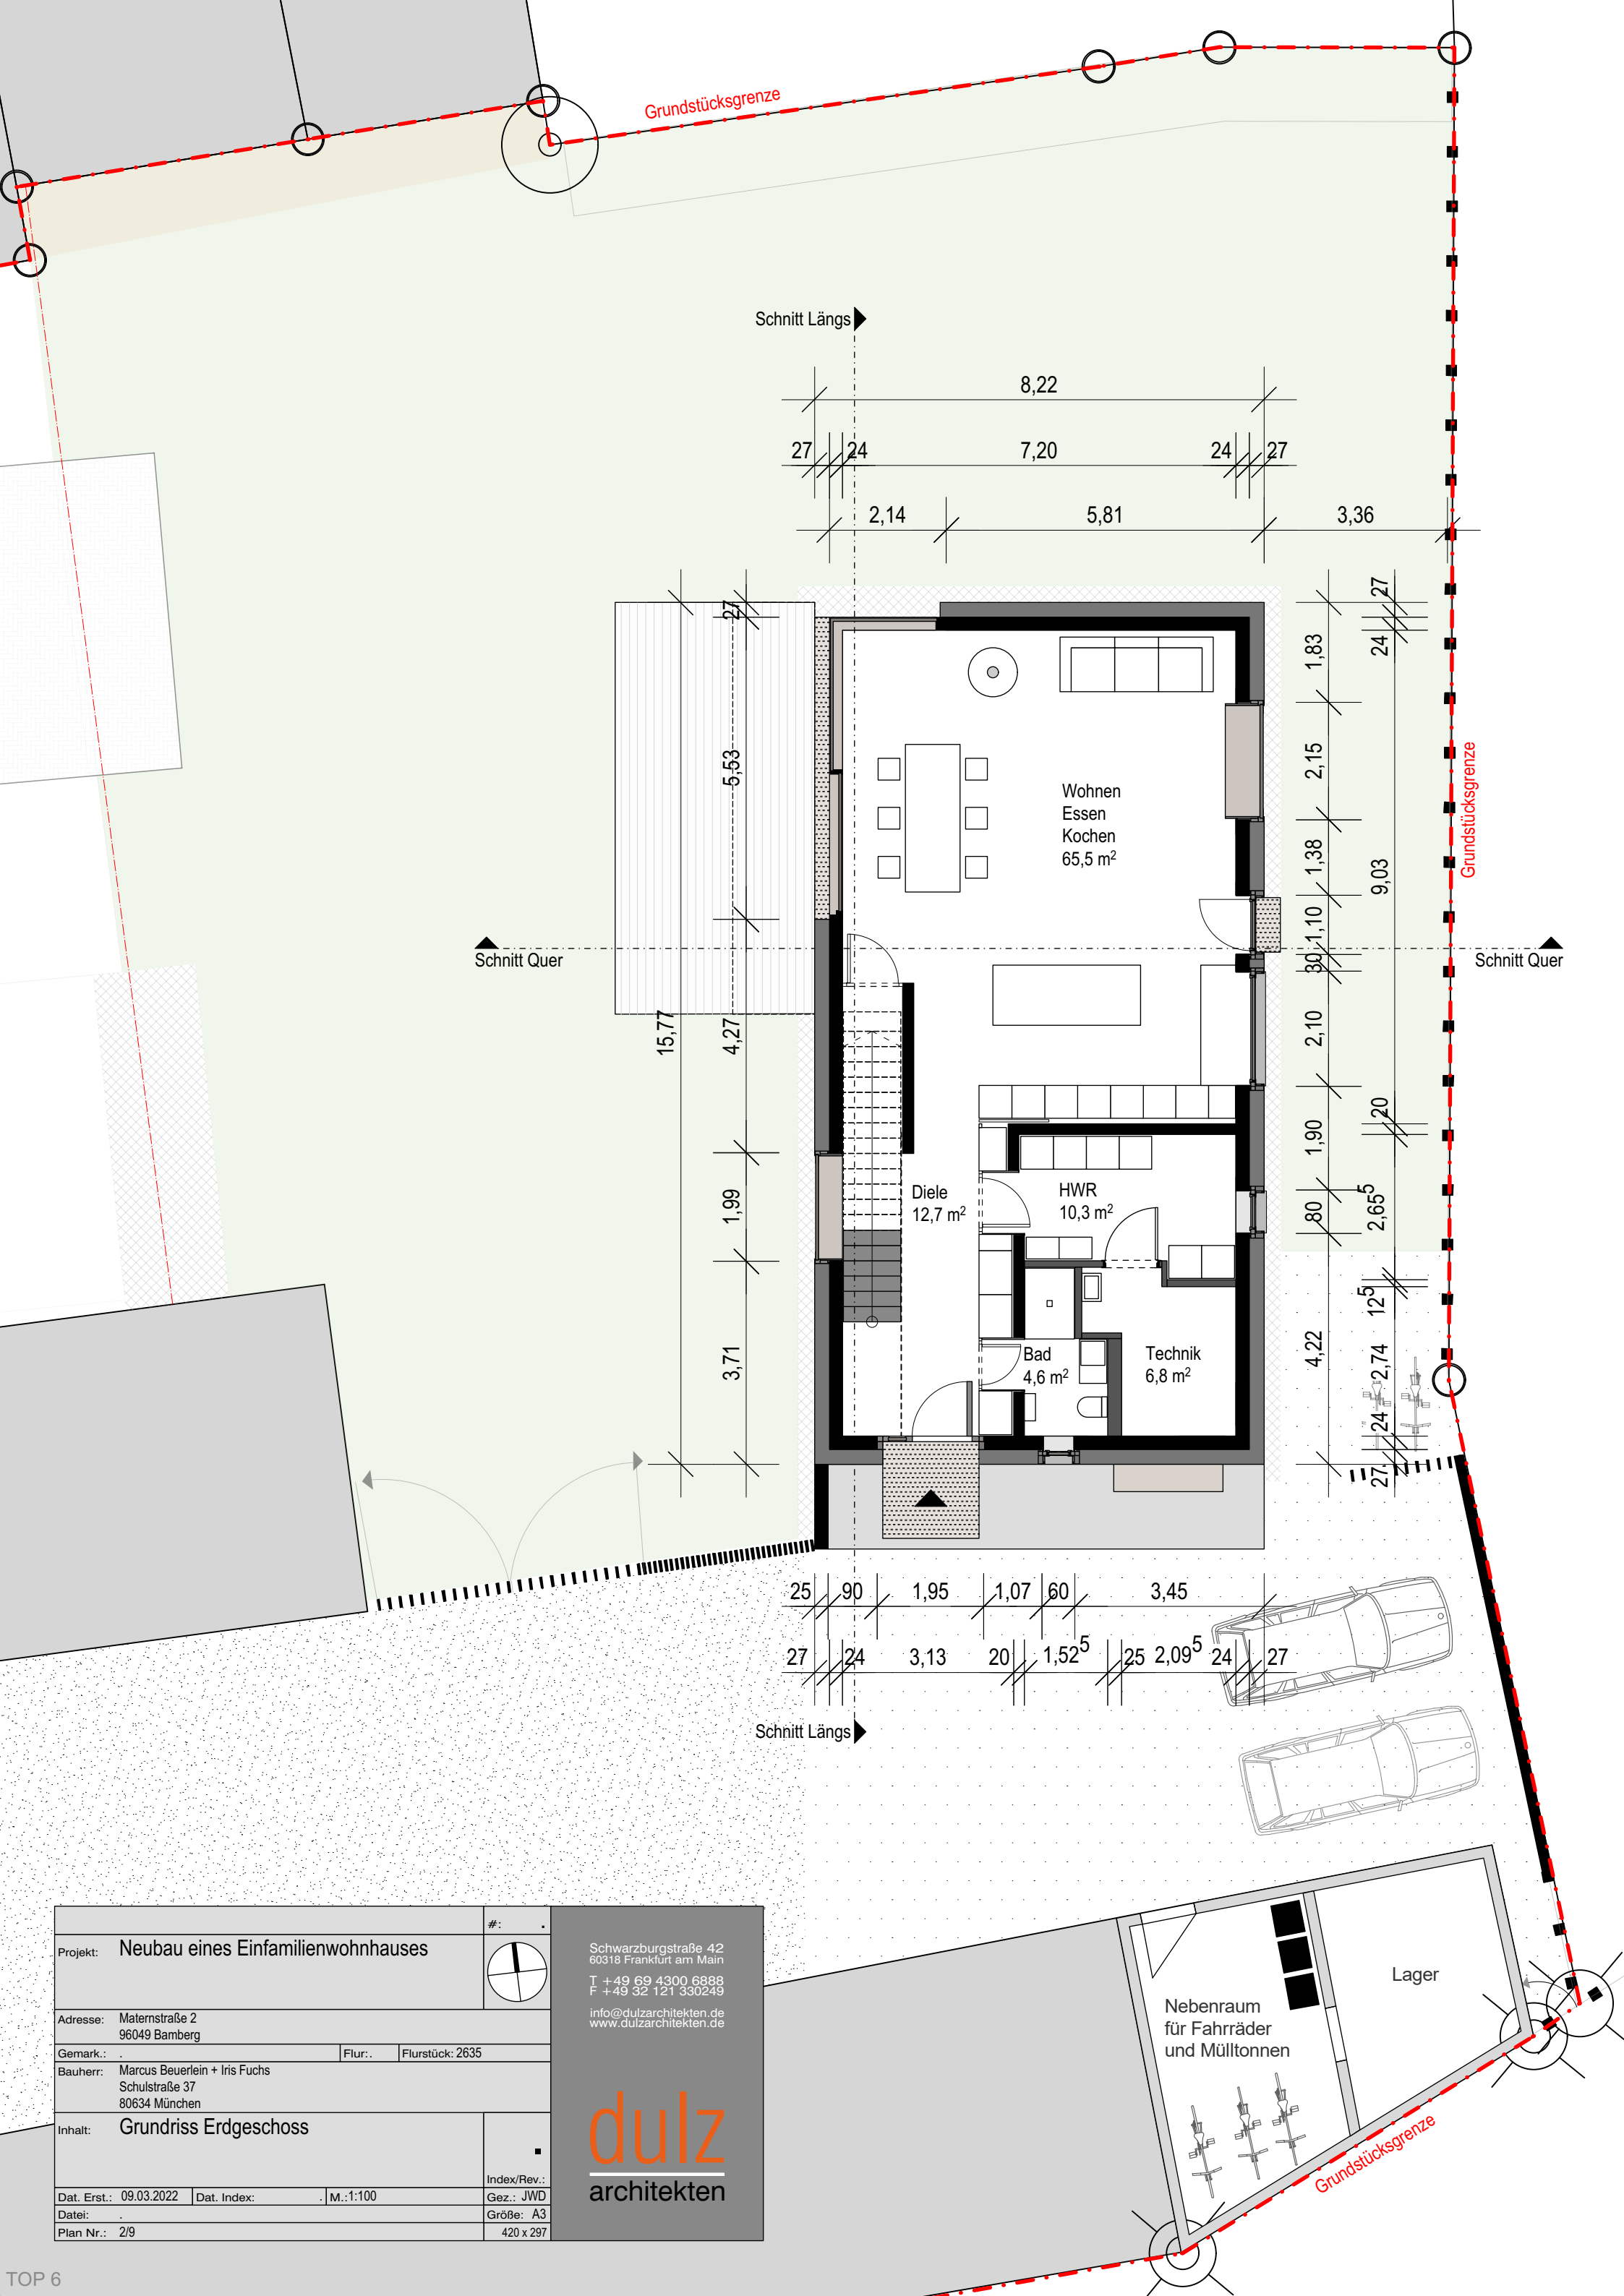 Grundstücksgrenze
Schnitt Längs
8,22
27
24
7,20
24
27
2,14
5,81
3,36
27
5,53
15,77
4,27
1,99
3,71
1,83
2,15
1,38
1,10
30
2,10
1,90
80
4,22
27
24
9,03
20
2,65⁵
12⁵
2,74
24
27
Grundstücksgrenze
Wohnen
Essen
Kochen
65,5 m²
Schnitt Quer
Schnitt Quer
Diele
12,7 m²
HWR
10,3 m²
Bad
4,6 m²
Technik
6,8 m²
25
90
1,95
1,07
60
3,45
27
24
3,13
20
1,52⁵
25
2,09⁵
24
27
Schnitt Längs
Lager
Nebenraum
für Fahrräder
und Mülltonnen
Grundstücksgrenze
#: .
Projekt: Neubau eines Einfamilienwohnhauses
Adresse: Maternstraße 2
96049 Bamberg
Gemark.: . Flur:. Flurstück: 2635
Bauherr: Marcus Beuerlein + Iris Fuchs
Schulstraße 37
80634 München
Inhalt: Grundriss Erdgeschoss
Index/Rev.:
Dat. Erst.: 09.03.2022 Dat. Index: . M.:1:100 Gez.: JWD
Datei: . Größe: A3
Plan Nr.: 2/9 420 x 297
Schwarzburgstraße 42
60318 Frankfurt am Main
T +49 69 4300 6888
F +49 32 121 330249
info@dulzarchitekten.de
www.dulzarchitekten.de
dulz
architekten
TOP 6